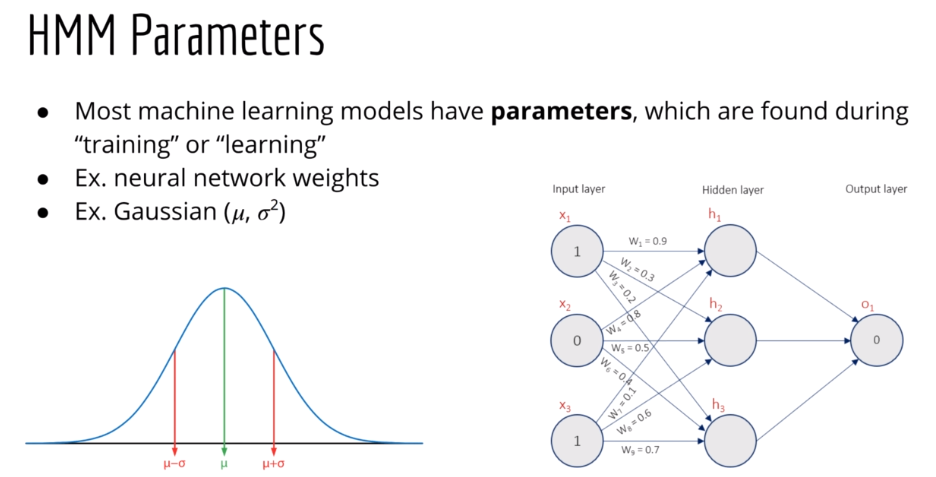 HMM Parameters
● Most machine learning models have parameters, which are found during
“training” or “learning”
● Ex. neural network weights
● Ex. Gaussian (μ, σ²)
Input layer
Hidden layer
Output layer
x₁
h₁
1
W₁ = 0.9
W₂ = 0.3
W₃ = 0.2
x₂
h₂
o₁
0
W₄ = 0.8
W₅ = 0.5
W₆ = 0.4
0
x₃
h₃
1
W₇ = 0.1
W₈ = 0.6
W₉ = 0.7
μ−σ
μ
μ+σ